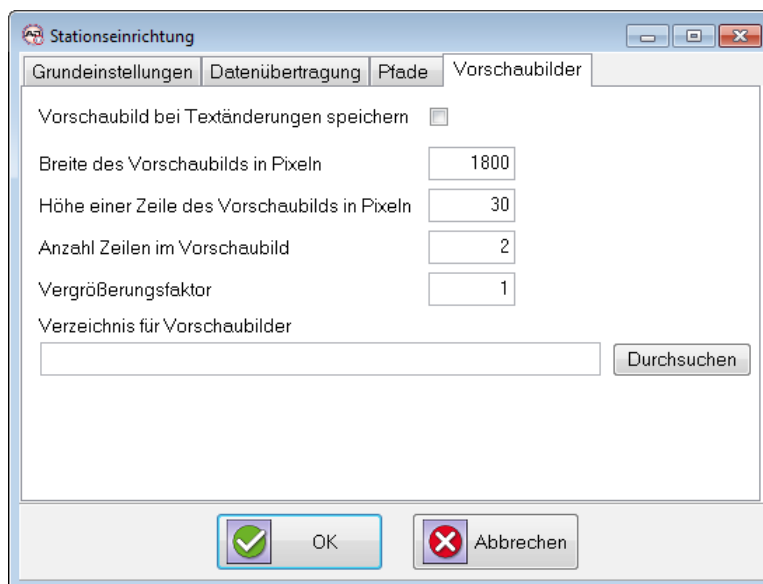 Stationseinrichtung
Grundeinstellungen Datenübertragung Pfade Vorschaubilder
Vorschaubild bei Textänderungen speichern
Breite des Vorschaubilds in Pixeln 1800
Höhe einer Zeile des Vorschaubilds in Pixeln 30
Anzahl Zeilen im Vorschaubild 2
Vergrößerungsfaktor 1
Verzeichnis für Vorschaubilder
Durchsuchen
OK Abbrechen